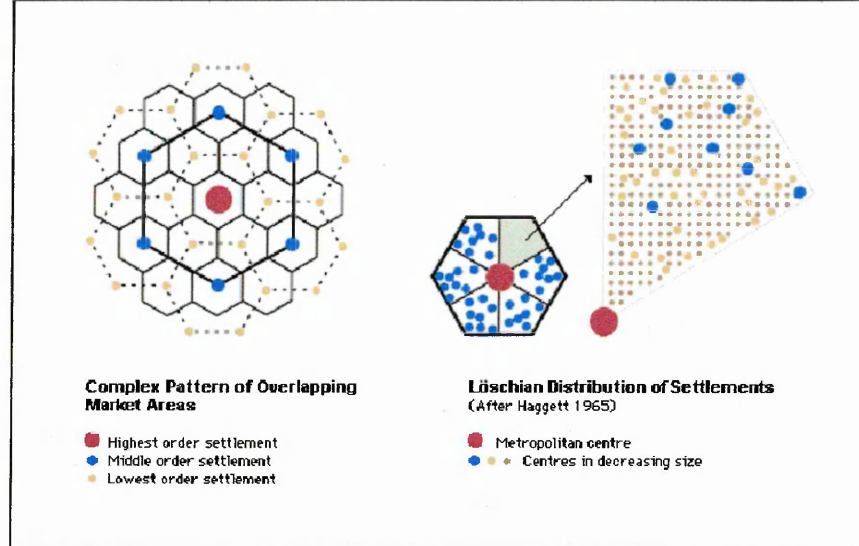 Complex Pattern of Overlapping
Market Areas
Highest order settlement
Middle order settlement
Lowest order settlement
Löschian Distribution of Settlements
(After Haggett 1965)
Metropolitan centre
Centres in decreasing size